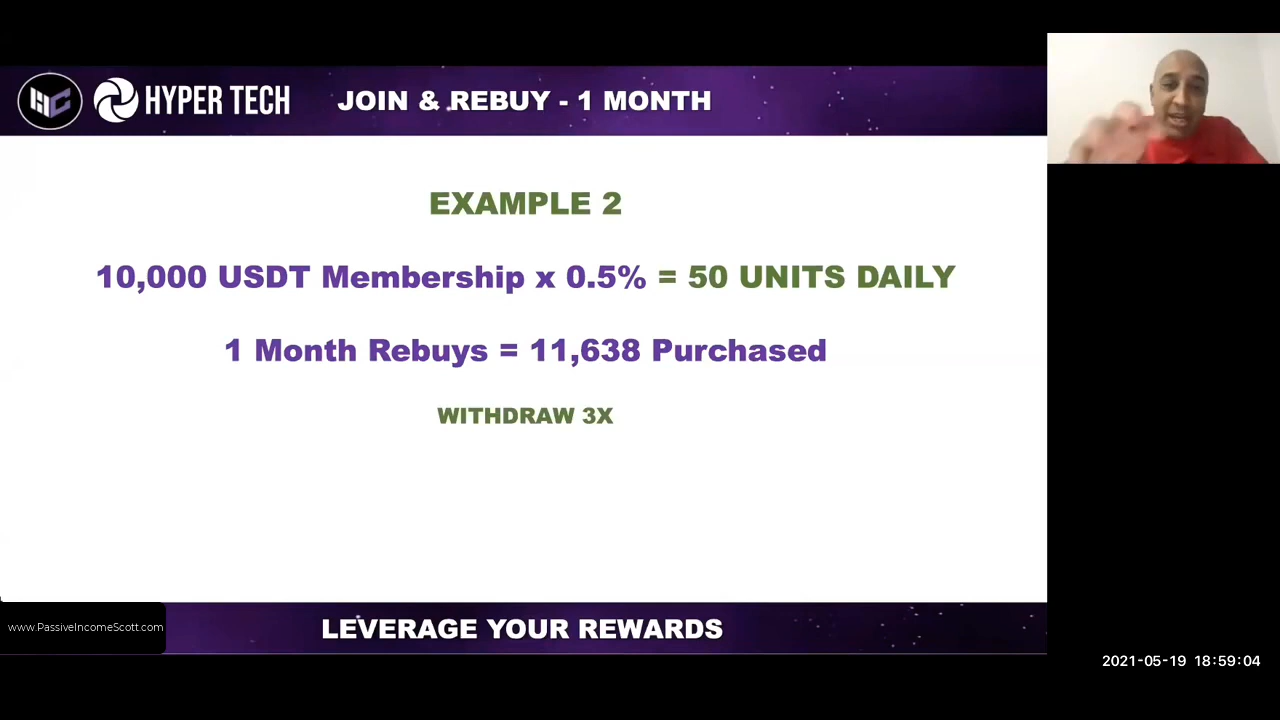 HC HYPER TECH JOIN & REBUY - 1 MONTH
EXAMPLE 2
10,000 USDT Membership x 0.5% = 50 UNITS DAILY
1 Month Rebuys = 11,638 Purchased
WITHDRAW 3X
www.PassiveIncomeScott.com
LEVERAGE YOUR REWARDS
2021-05-19 18:59:04